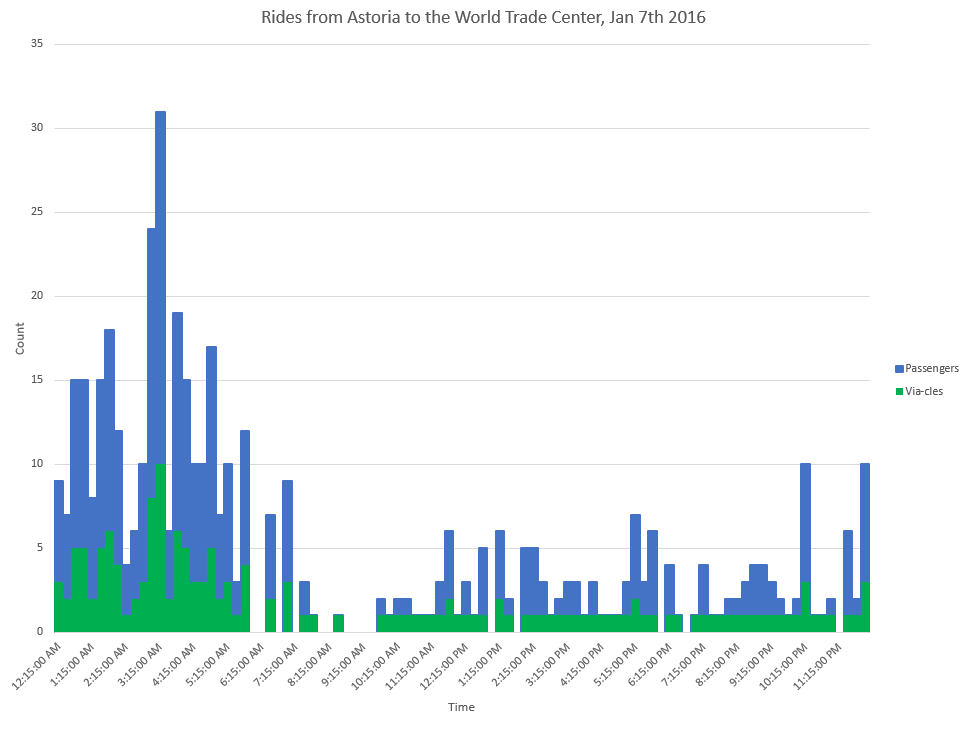 Rides from Astoria to the World Trade Center, Jan 7th 2016
35
30
25
20
15
10
5
0
Count
12:15:00 AM
1:15:00 AM
2:15:00 AM
3:15:00 AM
4:15:00 AM
5:15:00 AM
6:15:00 AM
7:15:00 AM
8:15:00 AM
9:15:00 AM
10:15:00 AM
11:15:00 AM
12:15:00 PM
1:15:00 PM
2:15:00 PM
3:15:00 PM
4:15:00 PM
5:15:00 PM
6:15:00 PM
7:15:00 PM
8:15:00 PM
9:15:00 PM
10:15:00 PM
11:15:00 PM
Time
Passengers
Via-cles